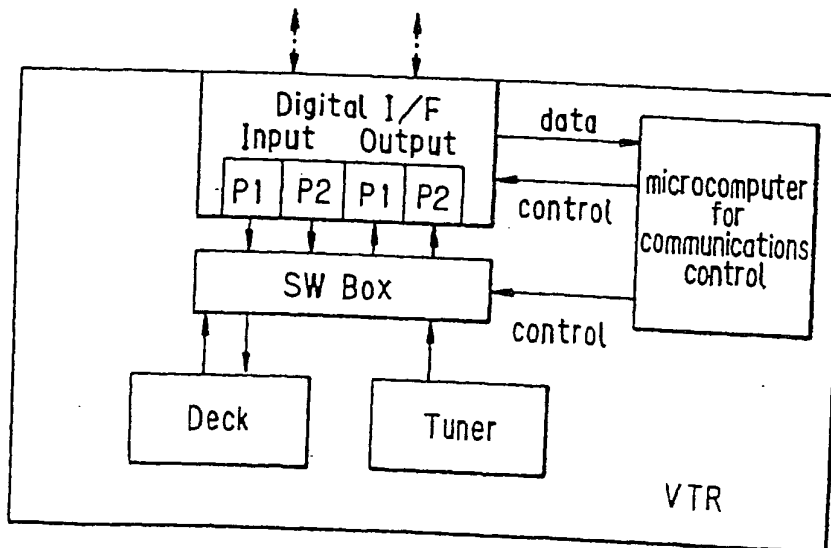 Digital I/F
Input Output
P1 P2 P1 P2
data
control
microcomputer
for
communications
control
SW Box
control
Deck
Tuner
VTR